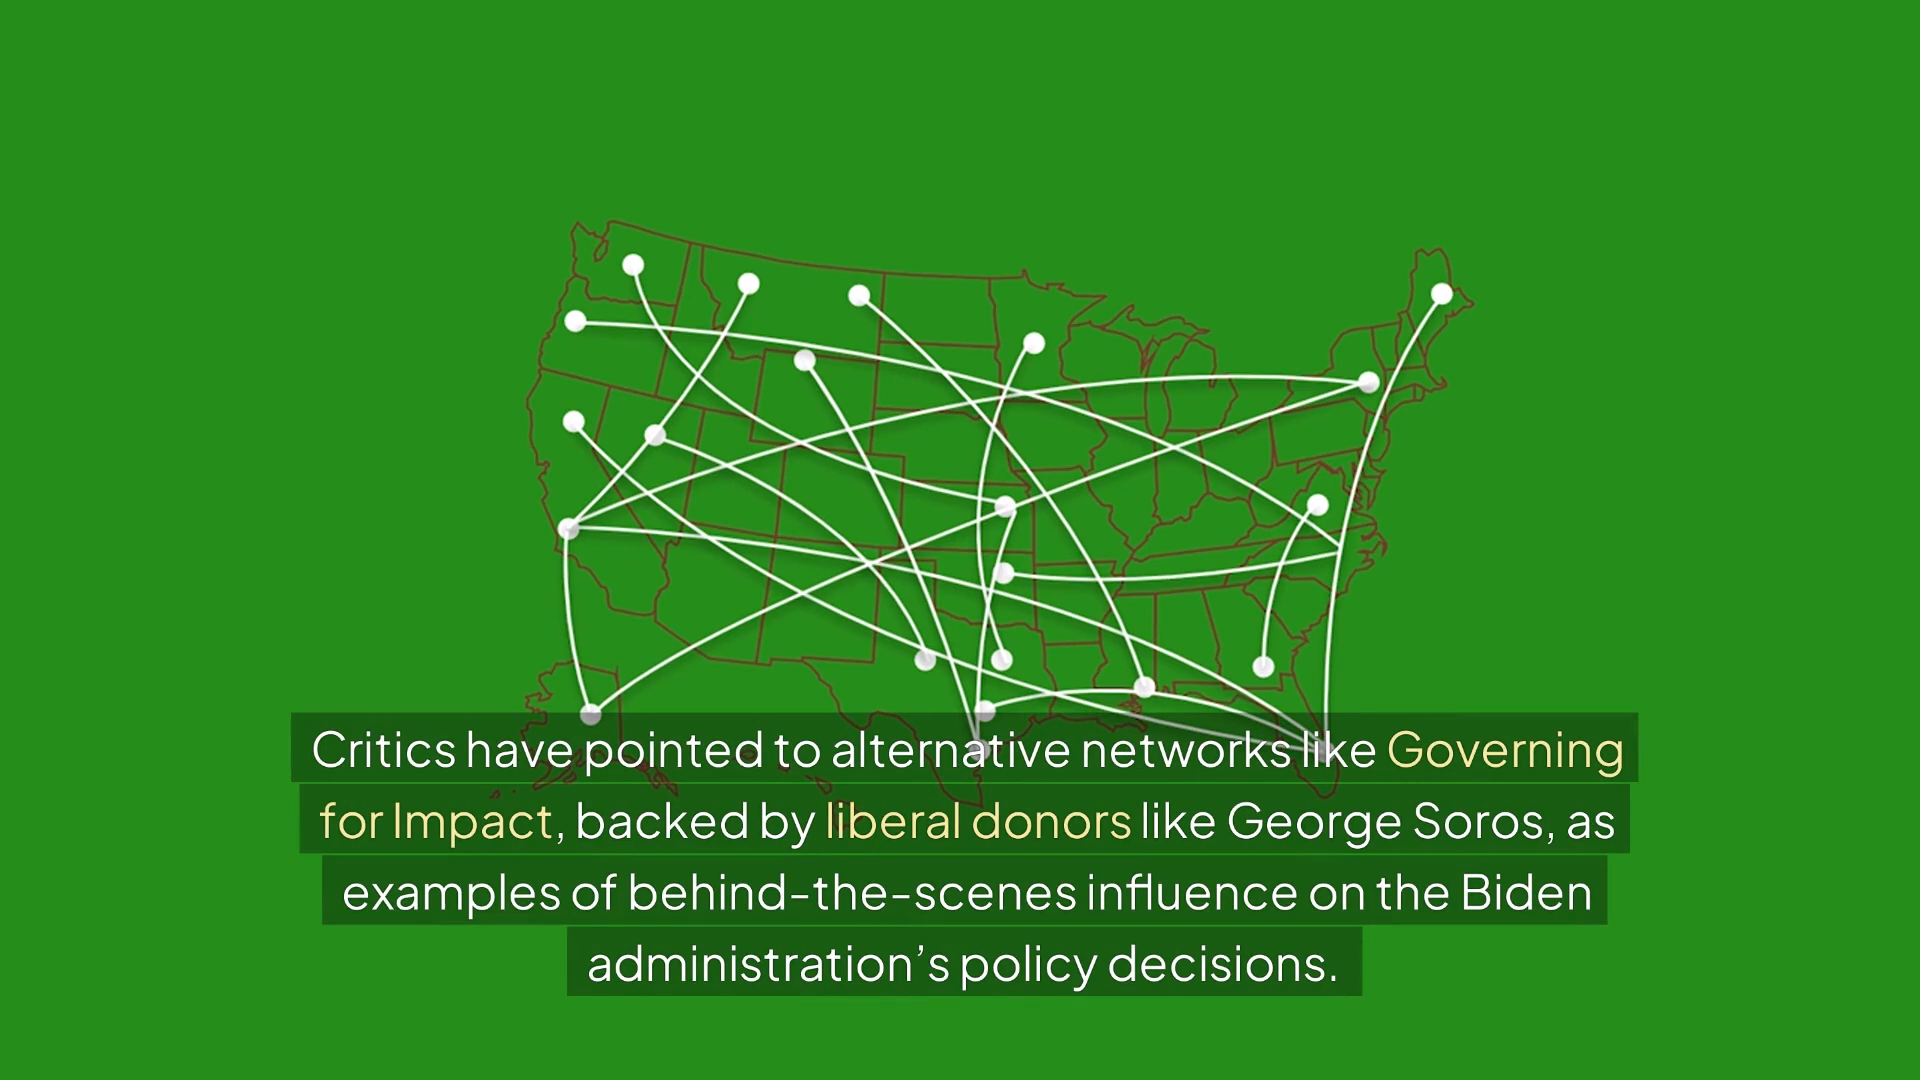 Critics have pointed to alternative networks like Governing
for Impact, backed by liberal donors like George Soros, as
examples of behind-the-scenes influence on the Biden
administration’s policy decisions.